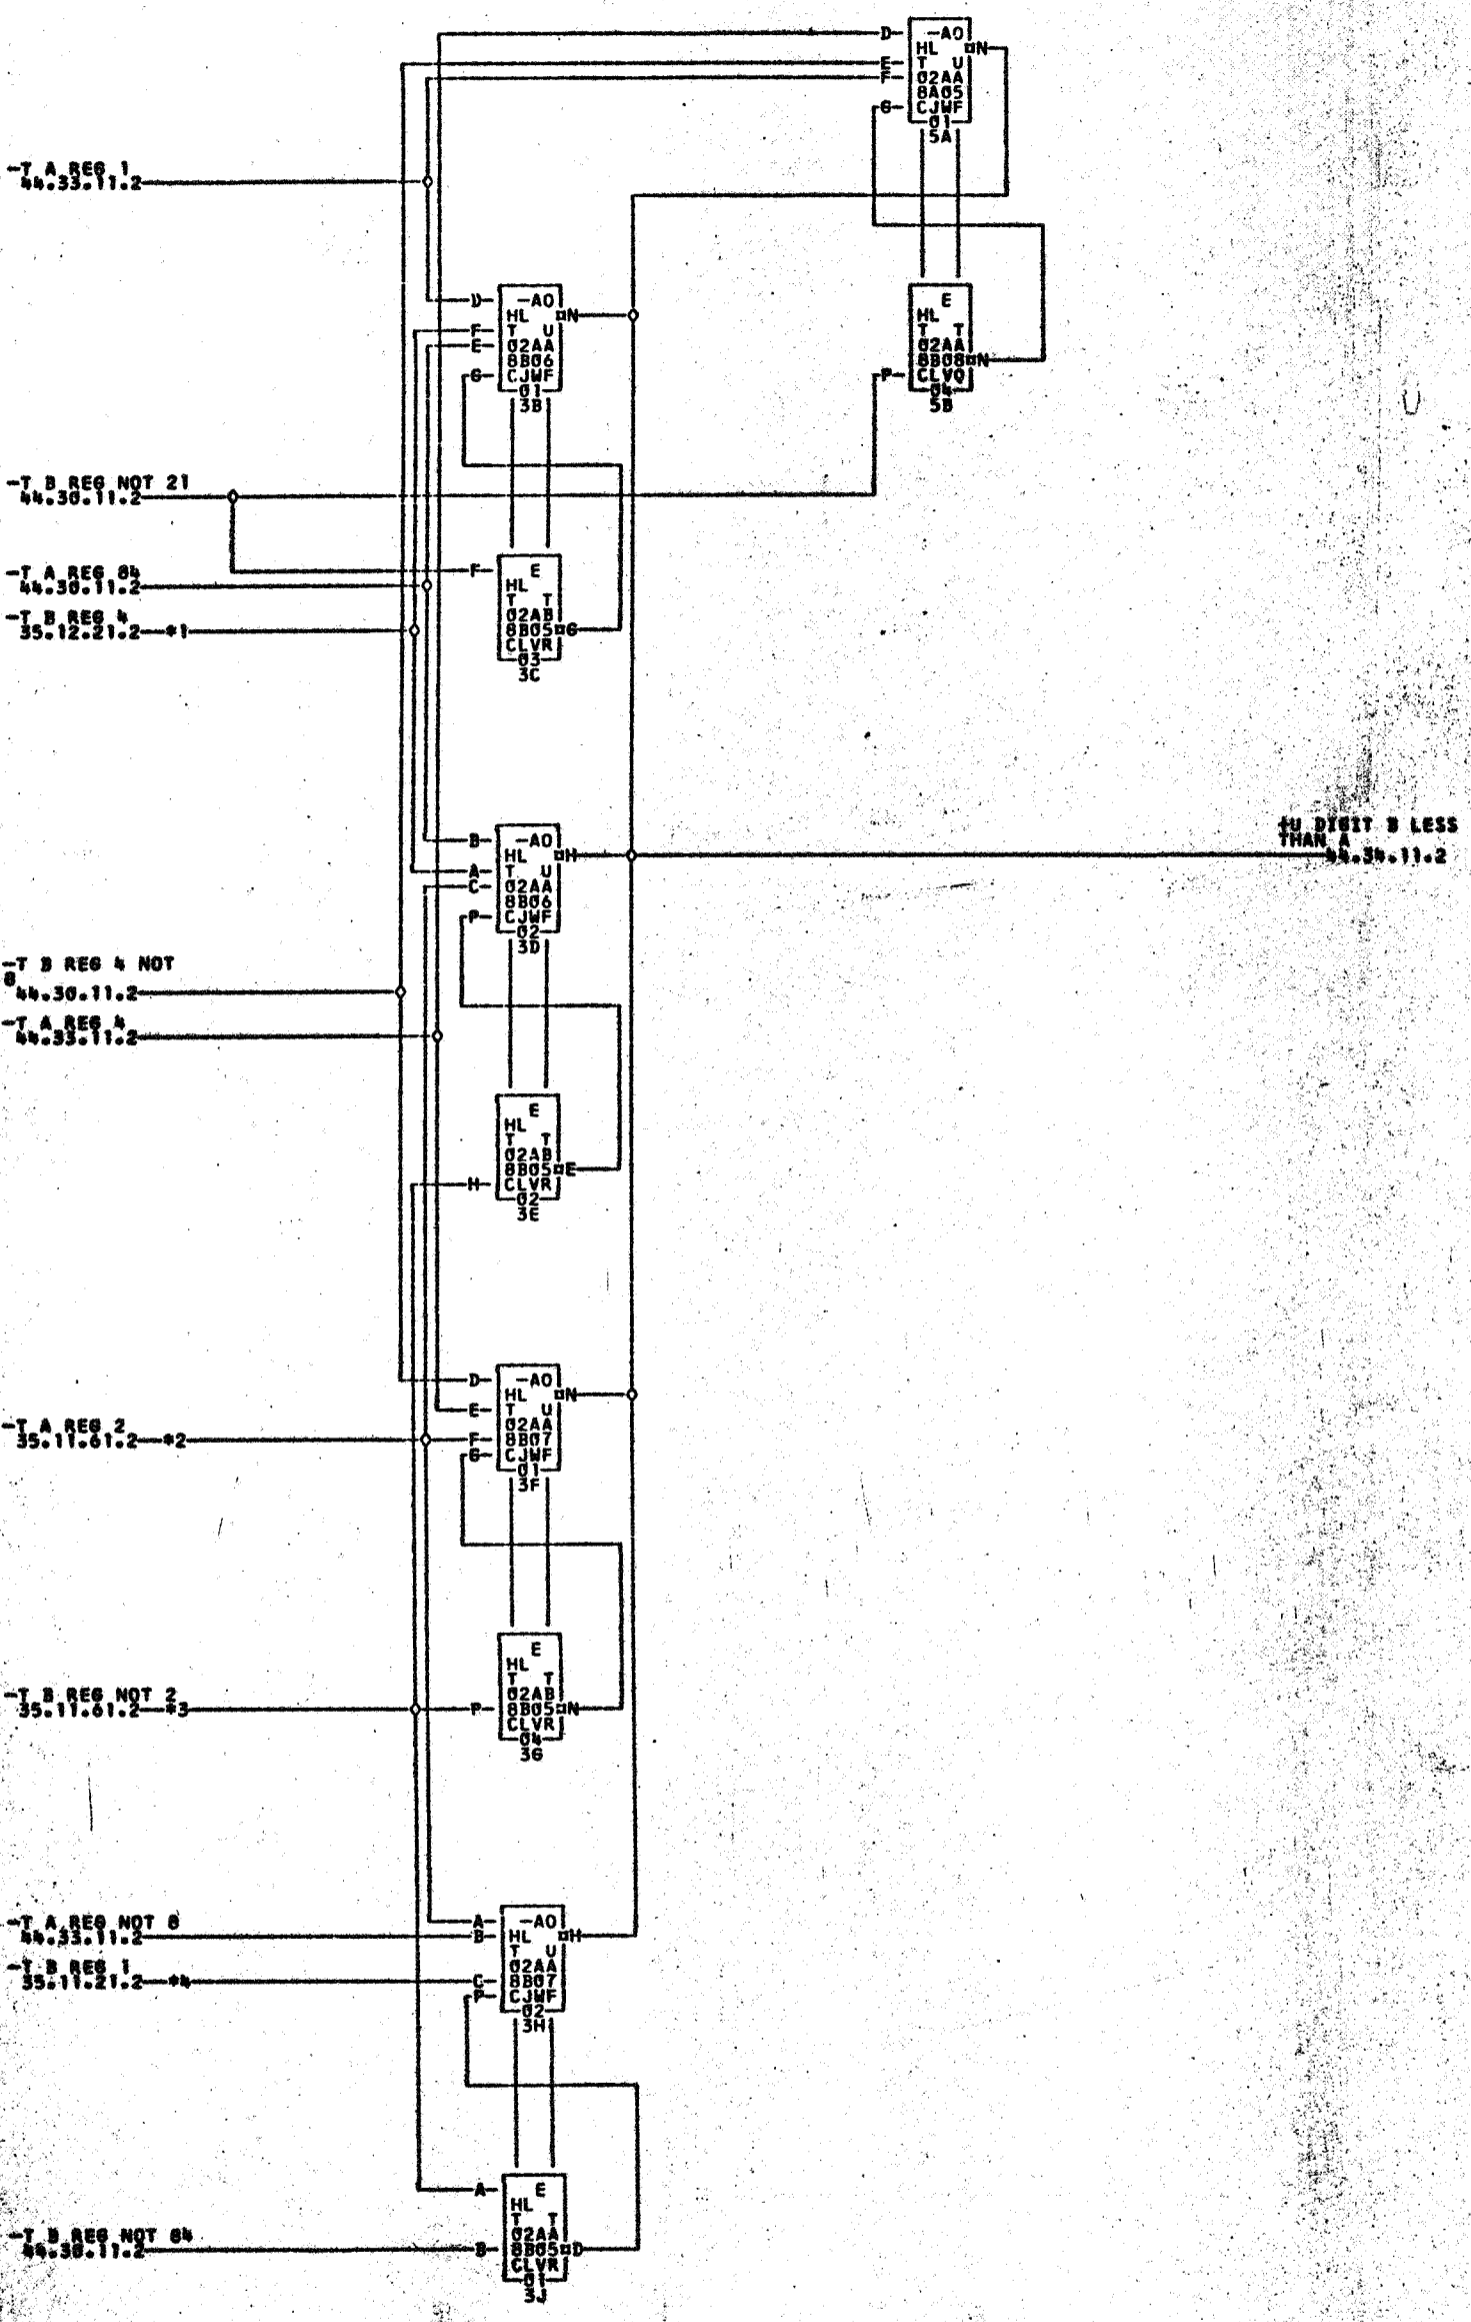 D -AO
HL N
E T U
F 02AA
8A05
G CJWF
01
5A
-T A REG 1
44.33.11.2
D -AO
HL N
F T U
E 02AA
8B06
G CJWF
01
3B
E
HL
T T
02AA
8B08 N
P CLVQ
04
5B
-T B REG NOT 21
44.30.11.2
-T A REG 84
44.30.11.2
-T B REG 4
35.12.21.2 *1
F E
HL
T T
02AB
8B05 G
CLVR
03
3C
B -AO
HL H
A T U
C 02AA
8B06
P CJWF
02
3D
+U DIGIT B LESS
THAN A
44.34.11.2
-T B REG 4 NOT
8
44.30.11.2
-T A REG 4
44.33.11.2
E
HL
T T
02AB
8B05 E
H CLVR
02
3E
D -AO
HL N
E T U
02AA
F 8B07
G CJWF
01
3F
-T A REG 2
35.11.61.2 *2
E
HL
T T
02AB
P 8B05 N
CLVR
04
3G
-T B REG NOT 2
35.11.61.2 *3
-T A REG NOT 8
44.33.11.2
-T B REG 1
35.11.21.2 *4
A -AO
B HL H
T U
02AA
C 8B07
P CJWF
02
3H
A E
HL
T T
02AA
B 8B05 D
CLVR
01
3J
-T B REG NOT 84
44.30.11.2